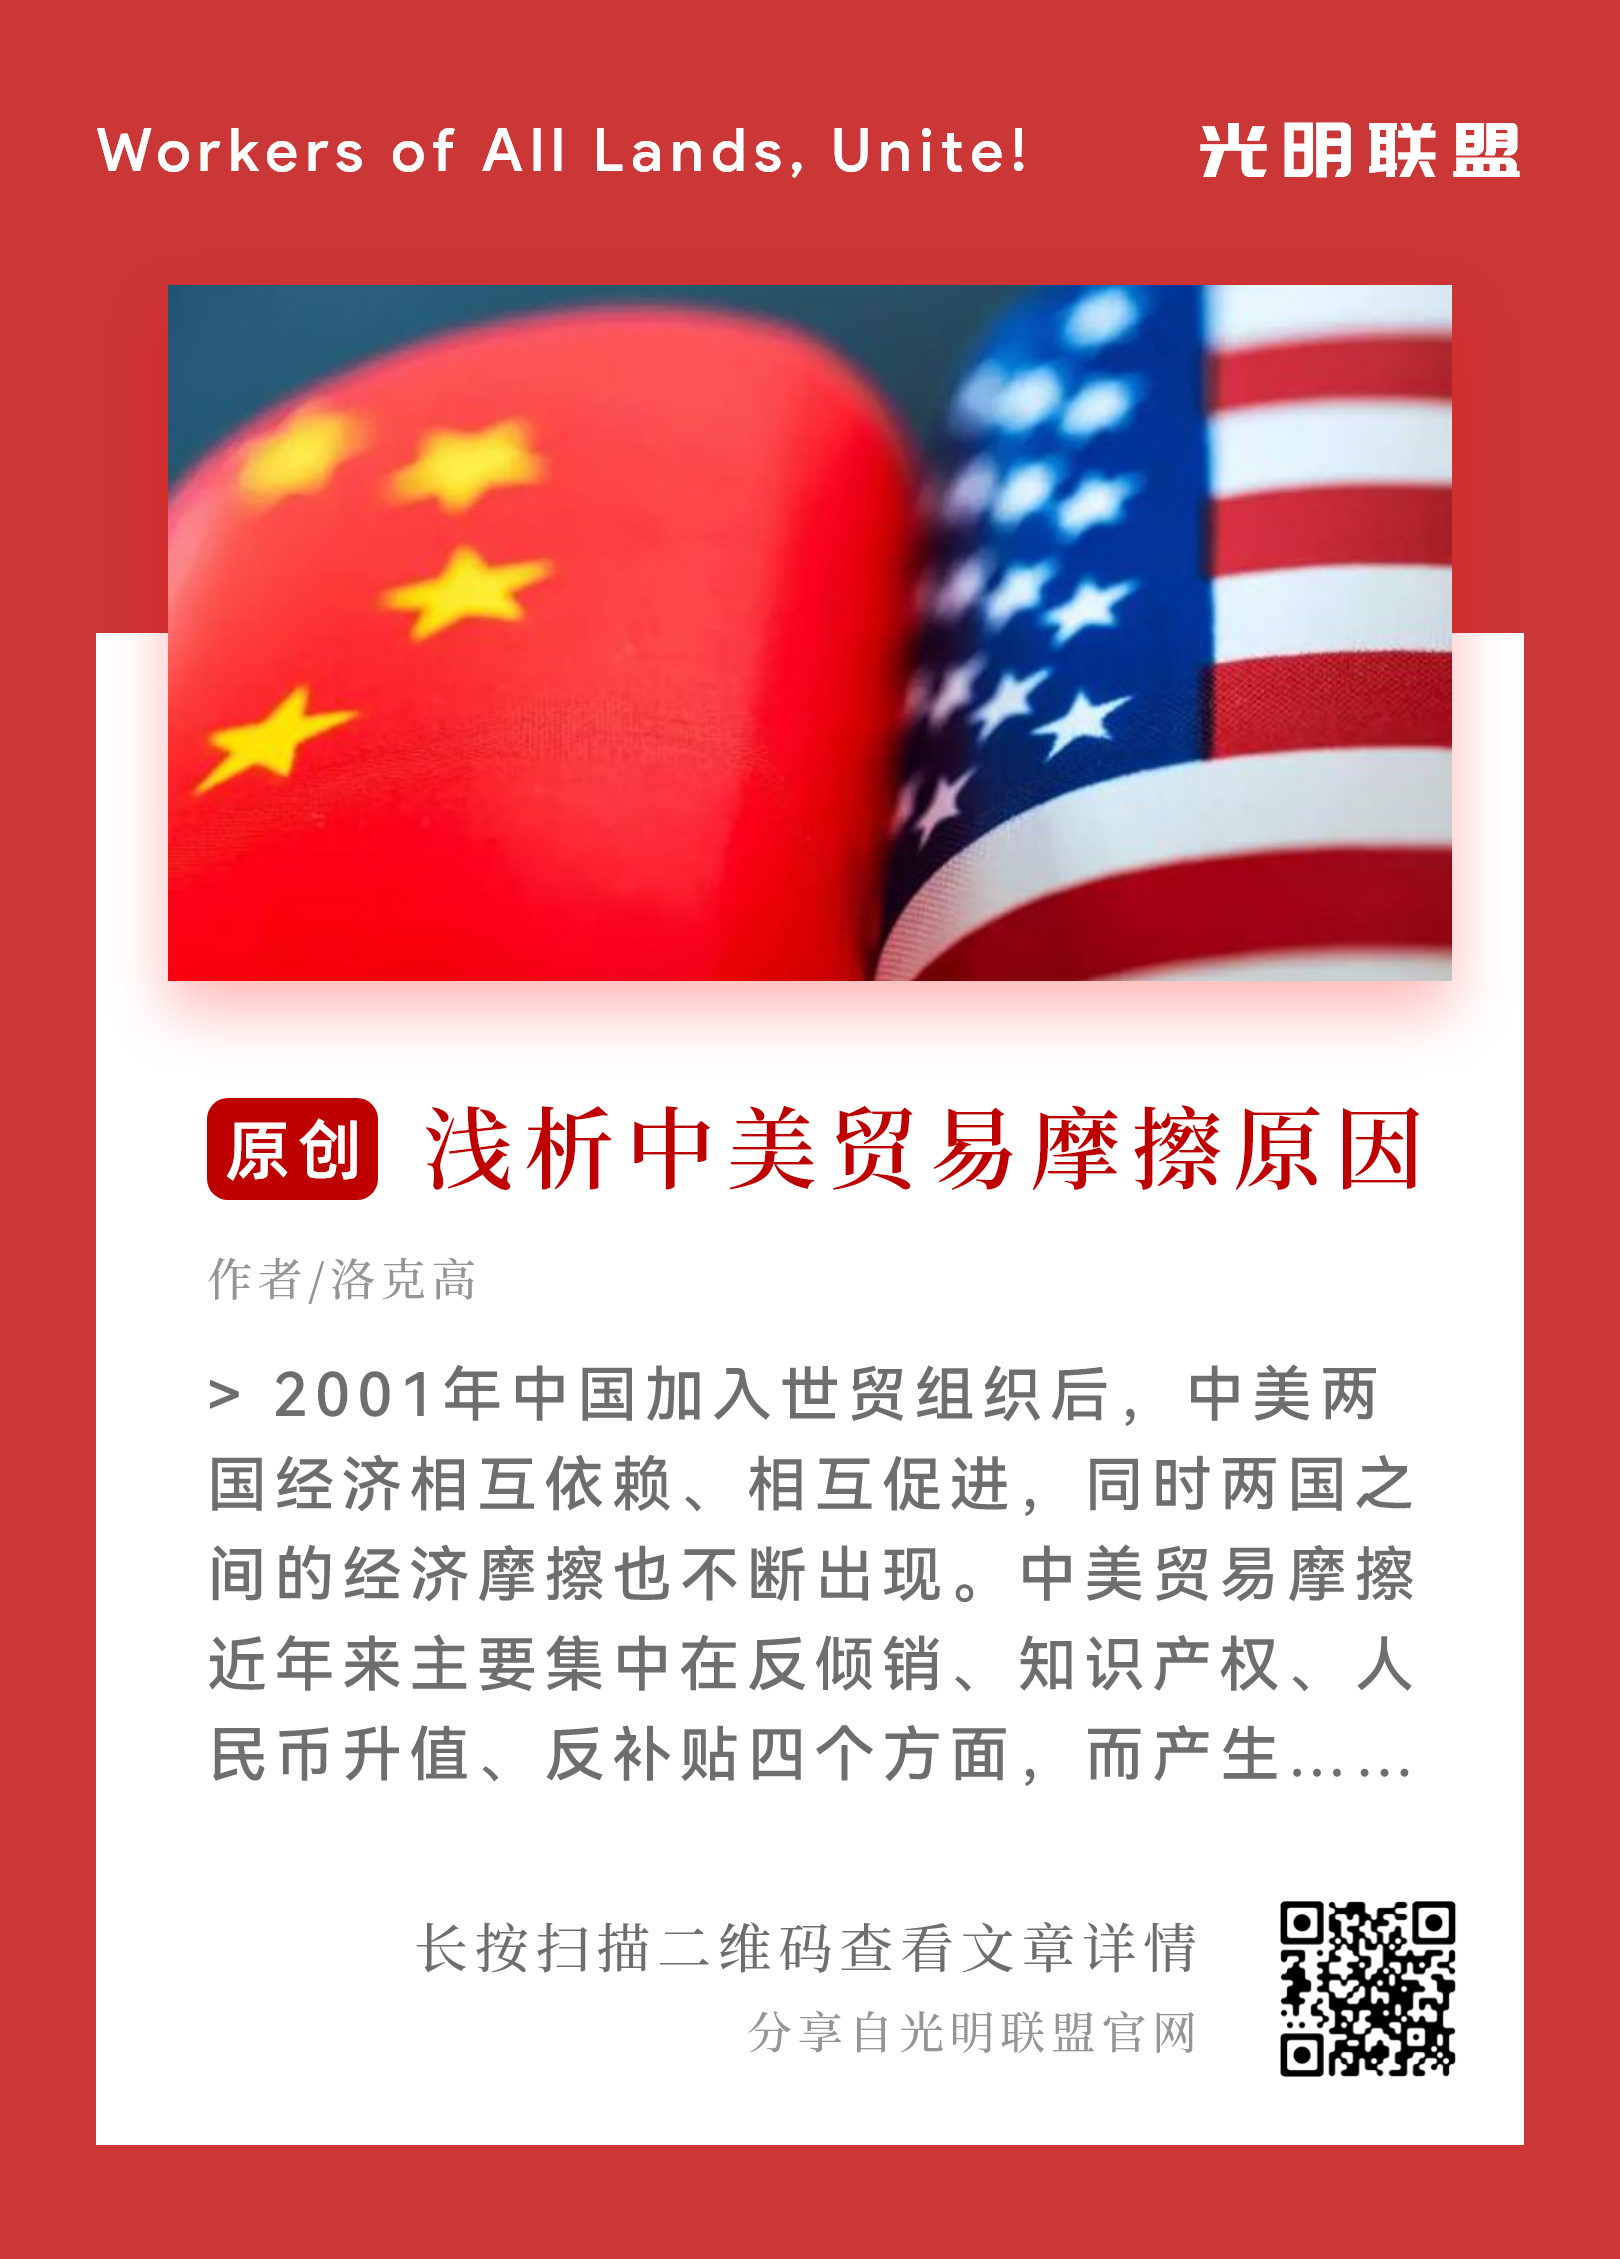 Workers of All Lands, Unite! 光明联盟
原创 浅析中美贸易摩擦原因
作者/洛克高
> 2001年中国加入世贸组织后，中美两
国经济相互依赖、相互促进，同时两国之
间的经济摩擦也不断出现。中美贸易摩擦
近年来主要集中在反倾销、知识产权、人
民币升值、反补贴四个方面，而产生……
长按扫描二维码查看文章详情
分享自光明联盟官网